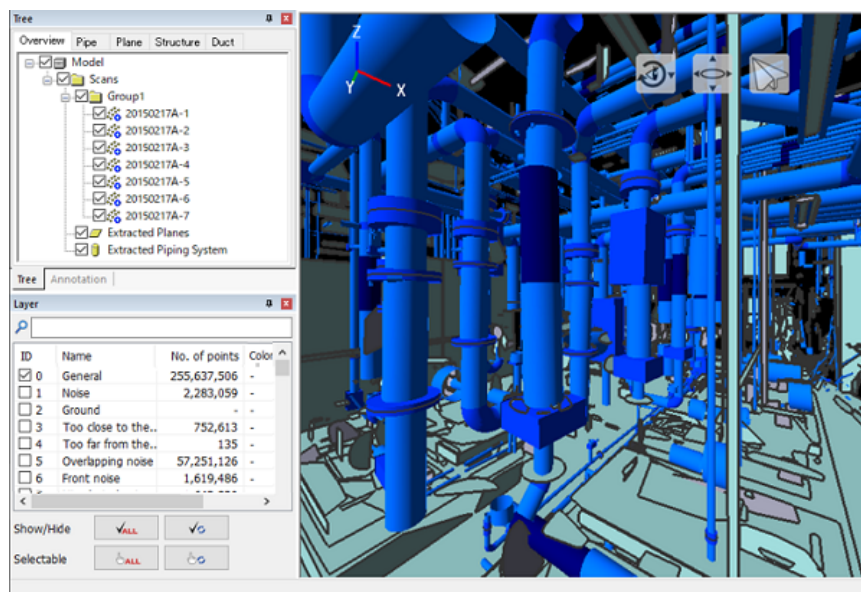 Tree
Overview Pipe Plane Structure Duct
Model
Scans
Group1
20150217A-1
20150217A-2
20150217A-3
20150217A-4
20150217A-5
20150217A-6
20150217A-7
Extracted Planes
Extracted Piping System
Tree Annotation
Layer
ID Name No. of points Color
0 General 255,637,506 -
1 Noise 2,283,059 -
2 Ground - -
3 Too close to the.. 752,613 -
4 Too far from the.. 135 -
5 Overlapping noise 57,251,126 -
6 Front noise 1,619,486 -
Show/Hide ALL
Selectable ALL
Z
Y
X